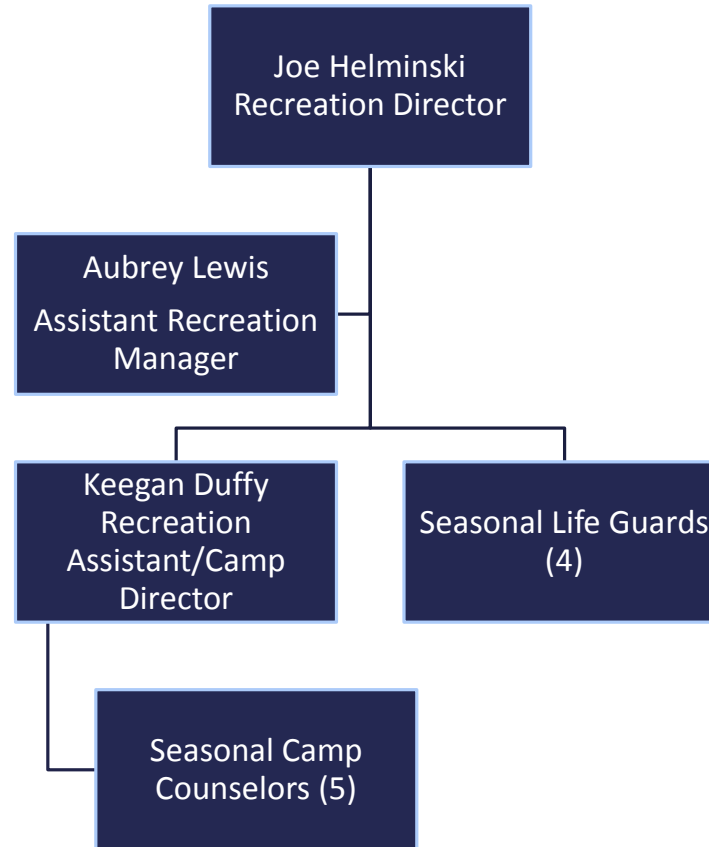 Joe Helminski
Recreation Director
Aubrey Lewis
Assistant Recreation
Manager
Keegan Duffy
Recreation
Assistant/Camp
Director
Seasonal Life Guards
(4)
Seasonal Camp
Counselors (5)